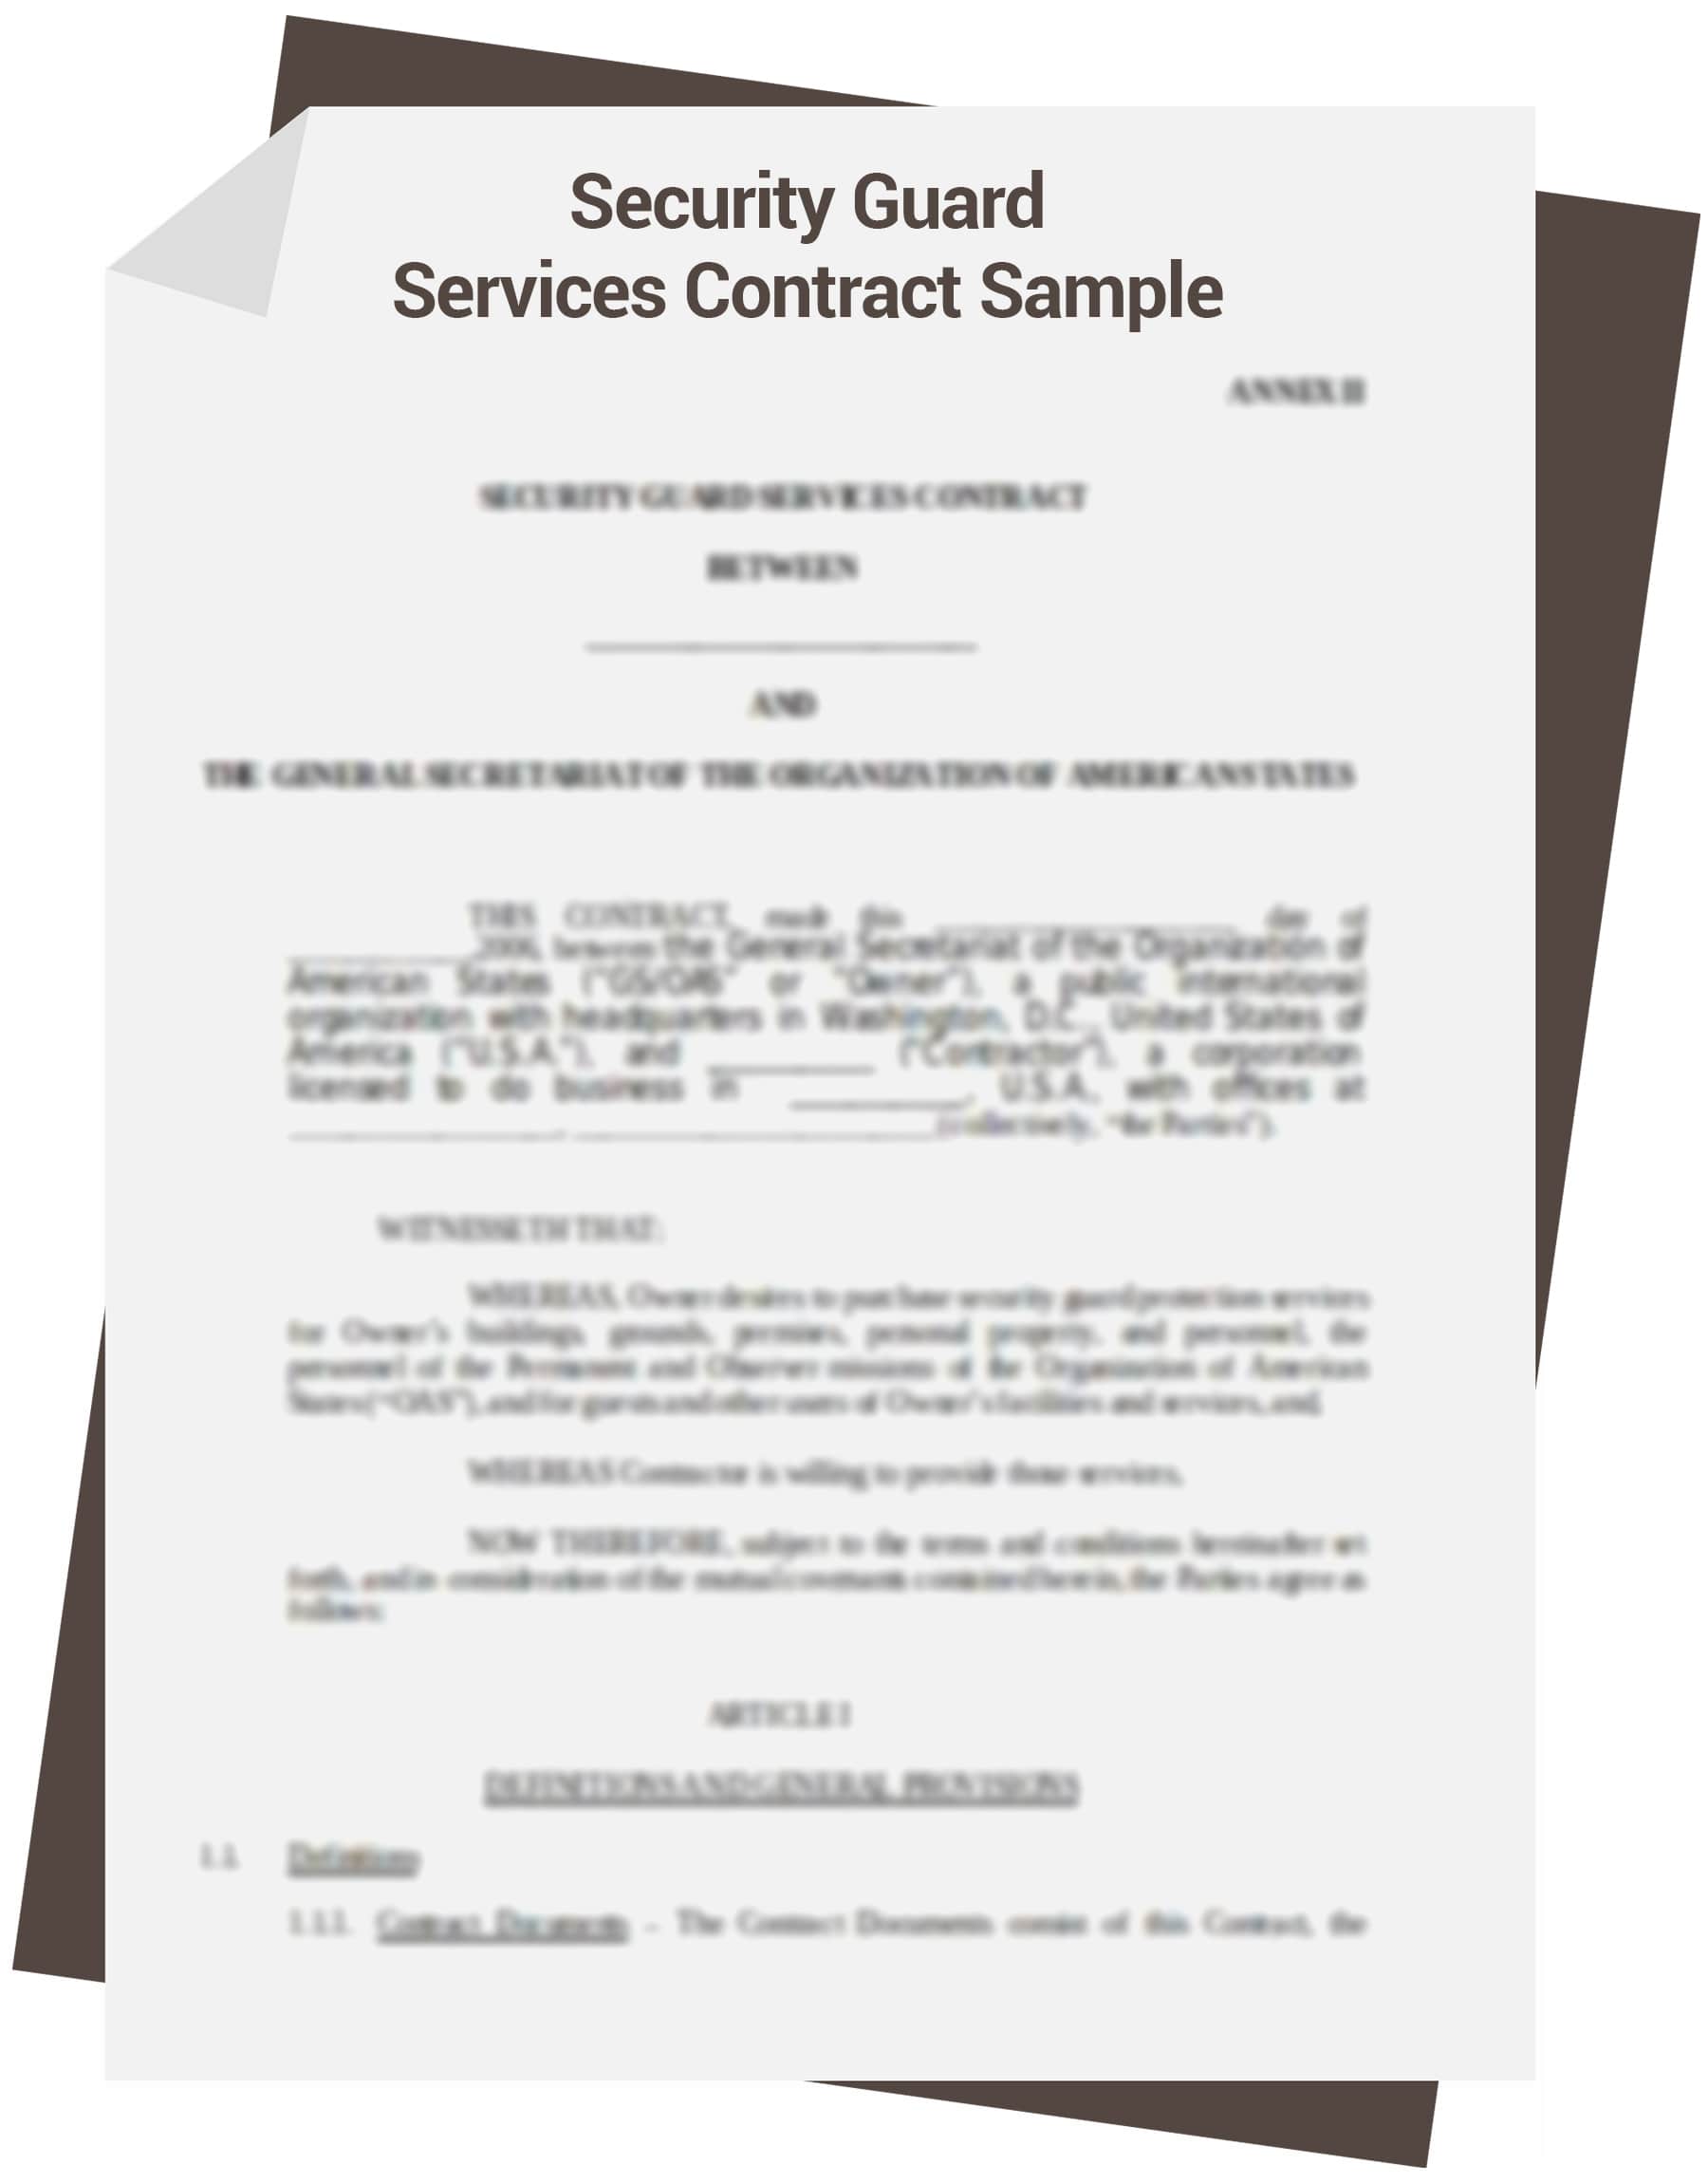 Security Guard
Services Contract Sample
ANNEX II
SECURITY GUARD SERVICES CONTRACT
BETWEEN
AND
THE GENERAL SECRETARIAT OF THE ORGANIZATION OF AMERICAN STATES
THIS CONTRACT, made this ____________ day of
____________ 2006, between the General Secretariat of the Organization of
American States (“GS/OAS” or “Owner”), a public international
organization with headquarters in Washington, D.C., United States of
America (“U.S.A.”), and ____________ (“Contractor”), a corporation
licensed to do business in ____________, U.S.A., with offices at
____________, ____________ (collectively, “the Parties”).
WITNESSETH THAT:
WHEREAS, Owner desires to purchase security guard protection services
for Owner’s buildings, grounds, premises, personal property, and personnel, the
personnel of the Permanent and Observer missions of the Organization of American
States (“OAS”), and for guests and other users of Owner’s facilities and services, and,
WHEREAS Contractor is willing to provide those services,
NOW THEREFORE, subject to the terms and conditions hereinafter set
forth, and in consideration of the mutual covenants contained herein, the Parties agree as
follows:
ARTICLE I
DEFINITIONS AND GENERAL PROVISIONS
1.1. Definitions
1.1.1. Contract Documents – The Contract Documents consist of this Contract, the